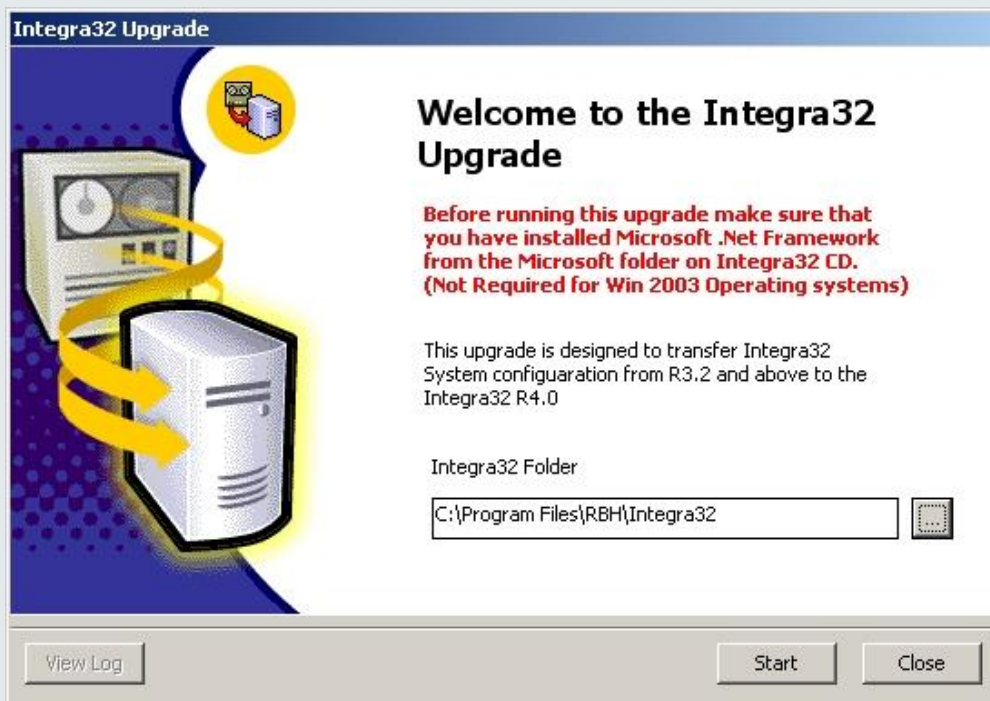 Integra32 Upgrade
Welcome to the Integra32
Upgrade
Before running this upgrade make sure that
you have installed Microsoft .Net Framework
from the Microsoft folder on Integra32 CD.
(Not Required for Win 2003 Operating systems)
This upgrade is designed to transfer Integra32
System configuaration from R3.2 and above to the
Integra32 R4.0
Integra32 Folder
C:\Program Files\RBH\Integra32
...
View Log
Start
Close